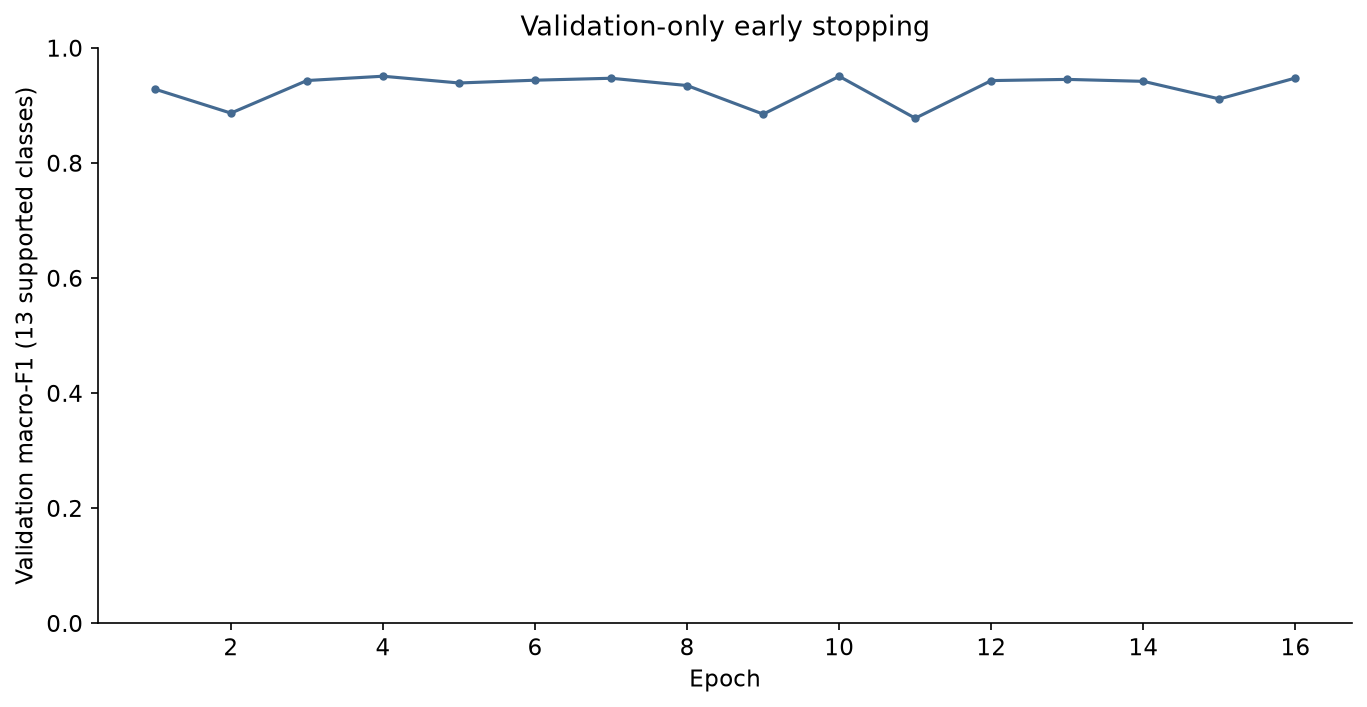 Validation-only early stopping
Validation macro-F1 (13 supported classes)
1.0
0.8
0.6
0.4
0.2
0.0
2 4 6 8 10 12 14 16
Epoch